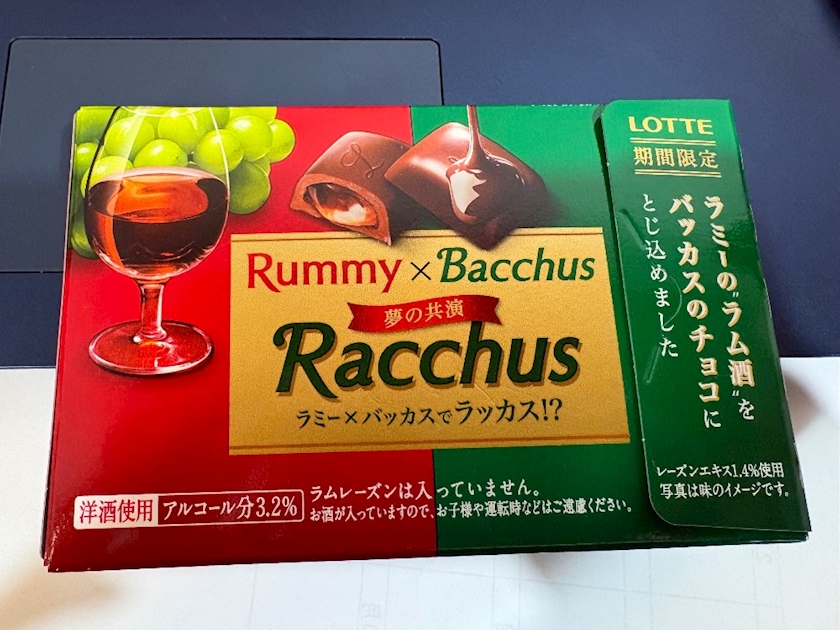 Rummy × Bacchus
夢の共演
Racchus
ラミー×バッカスでラッカス!?
洋酒使用 アルコール分3.2%
ラムレーズンは入っていません。
お酒が入っていますので、お子様や運転時などはご遠慮ください。
LOTTE
期間限定
ラミーの"ラム酒"を
バッカスのチョコに
とじ込めました
レーズンエキス1.4%使用
写真は味のイメージです。